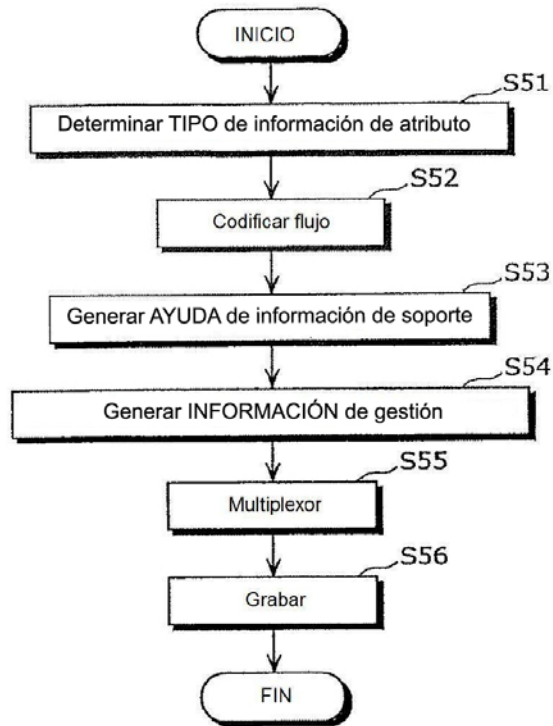 INICIO
S51
Determinar TIPO de información de atributo
S52
Codificar flujo
S53
Generar AYUDA de información de soporte
S54
Generar INFORMACIÓN de gestión
S55
Multiplexor
S56
Grabar
FIN